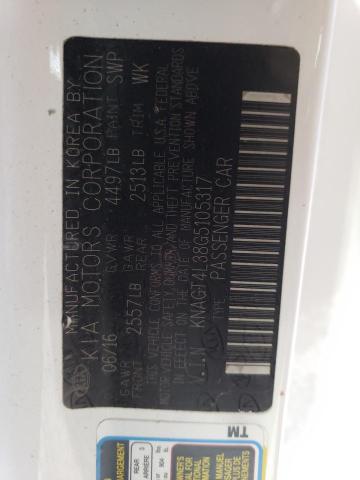 MANUFACTURED IN KOREA BY
KIA MOTORS CORPORATION
06/16 GVWR 4497LB PAINT SWP
GAWR FRONT 2557LB GAWR REAR 2513LB TRIM WK
THIS VEHICLE CONFORMS TO ALL APPLICABLE U.S.A. FEDERAL
MOTOR VEHICLE SAFETY BUMPER, AND THEFT PREVENTION STANDARDS
IN EFFECT ON THE DATE OF MANUFACTURE SHOWN ABOVE
V.I.N. KNAGT4L38G5105317
TYPE PASSENGER CAR
TM
904
MANUEL